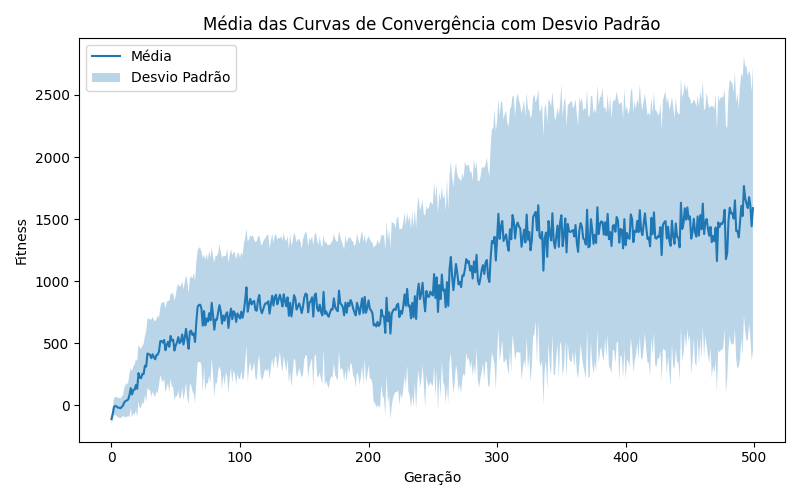 Média das Curvas de Convergência com Desvio Padrão
Média
Desvio Padrão
Fitness
2500
2000
1500
1000
500
0
0 100 200 300 400 500
Geração